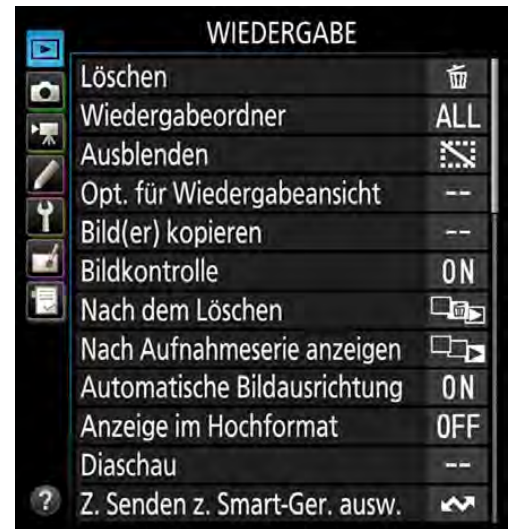 WIEDERGABE
Löschen
Wiedergabeordner ALL
Ausblenden
Opt. für Wiedergabeansicht --
Bild(er) kopieren --
Bildkontrolle ON
Nach dem Löschen
Nach Aufnahmeserie anzeigen
Automatische Bildausrichtung ON
Anzeige im Hochformat OFF
Diaschau --
? Z. Senden z. Smart-Ger. ausw.